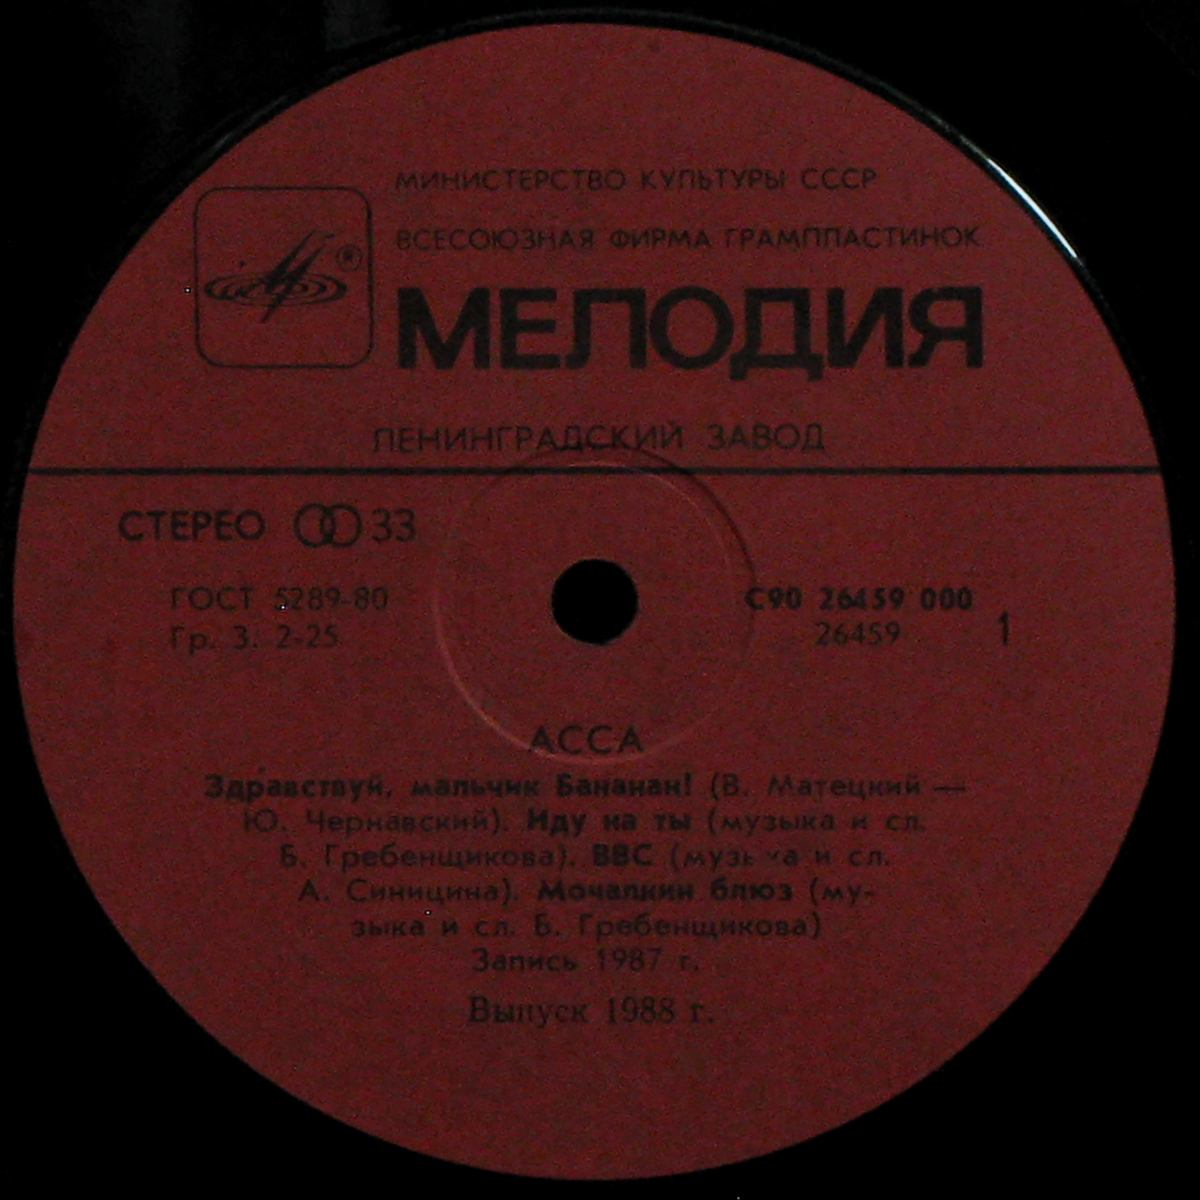 МИНИСТЕРСТВО КУЛЬТУРЫ СССР
ВСЕСОЮЗНАЯ ФИРМА ГРАМПЛАСТИНОК
®
МЕЛОДИЯ
ЛЕНИНГРАДСКИЙ ЗАВОД
СТЕРЕО 33
ГОСТ 5289-80
Гр. 3. 2-25
С90 26459 000
26459 1
АССА
Здравствуй, мальчик Бананан! (В. Матецкий —
Ю. Чернавский). Иду на ты (музыка и сл.
Б. Гребенщикова). ВВС (музыка и сл.
А. Синицина). Мочалкин блюз (му-
зыка и сл. Б. Гребенщикова)
Запись 1987 г.
Выпуск 1988 г.